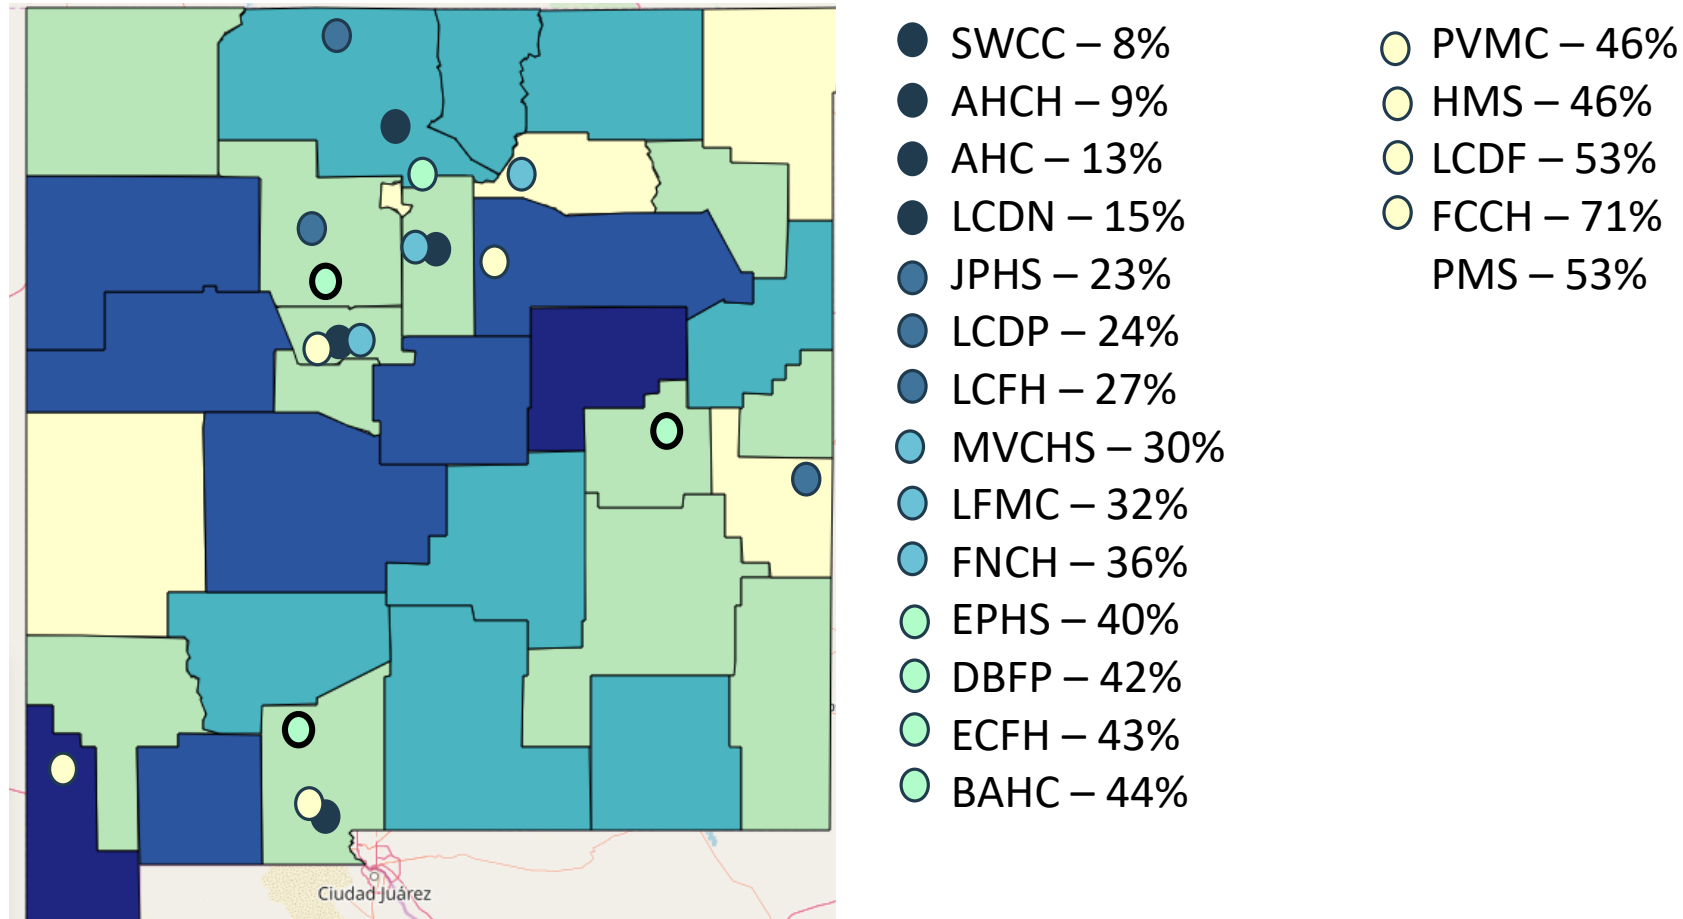 SWCC – 8%
AHCH – 9%
AHC – 13%
LCDN – 15%
JPHS – 23%
LCDP – 24%
LCFH – 27%
MVCHS – 30%
LFMC – 32%
FNCH – 36%
EPHS – 40%
DBFP – 42%
ECFH – 43%
BAHC – 44%
PVMC – 46%
HMS – 46%
LCDF – 53%
FCCH – 71%
PMS – 53%
Ciudad Juárez